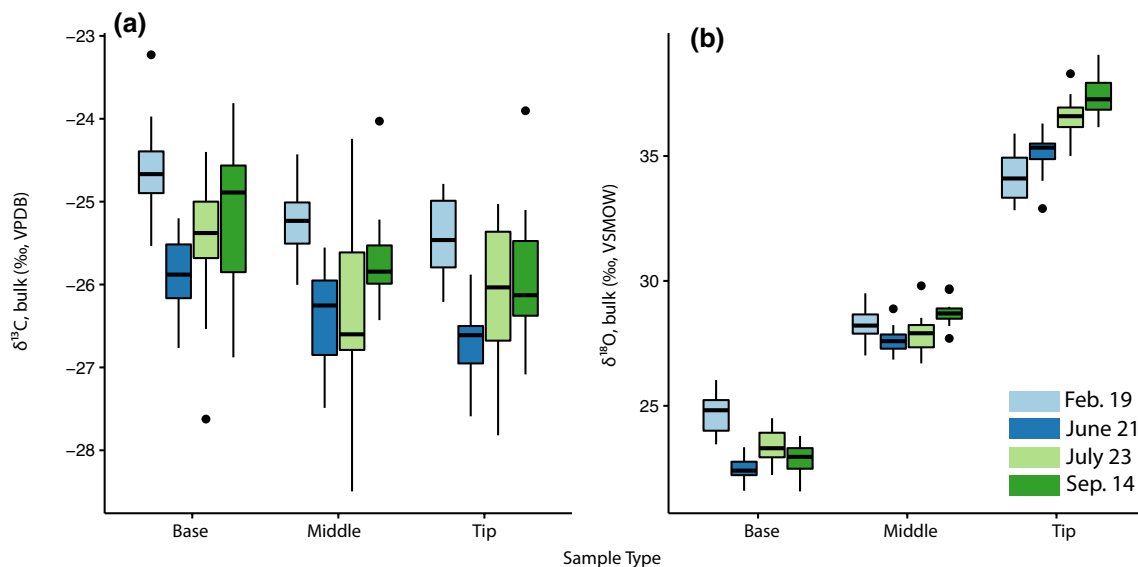 (a)
−23
−24
−25
−26
−27
−28
δ¹³C, bulk (‰, VPDB)
Base
Middle
Tip
(b)
35
30
25
δ¹⁸O, bulk (‰, VSMOW)
Base
Middle
Tip
Feb. 19
June 21
July 23
Sep. 14
Sample Type